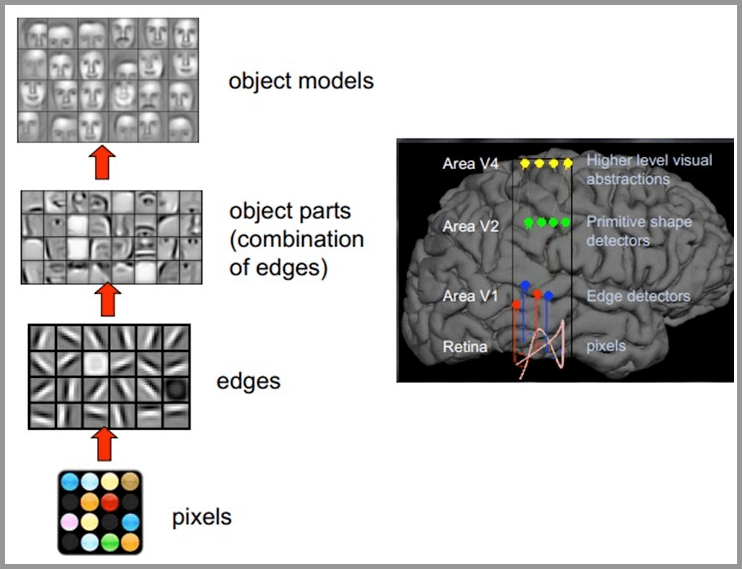 object models
object parts
(combination
of edges)
edges
pixels
Area V4
Higher level visual
abstractions
Area V2
Primitive shape
detectors
Area V1
Edge detectors
Retina
pixels